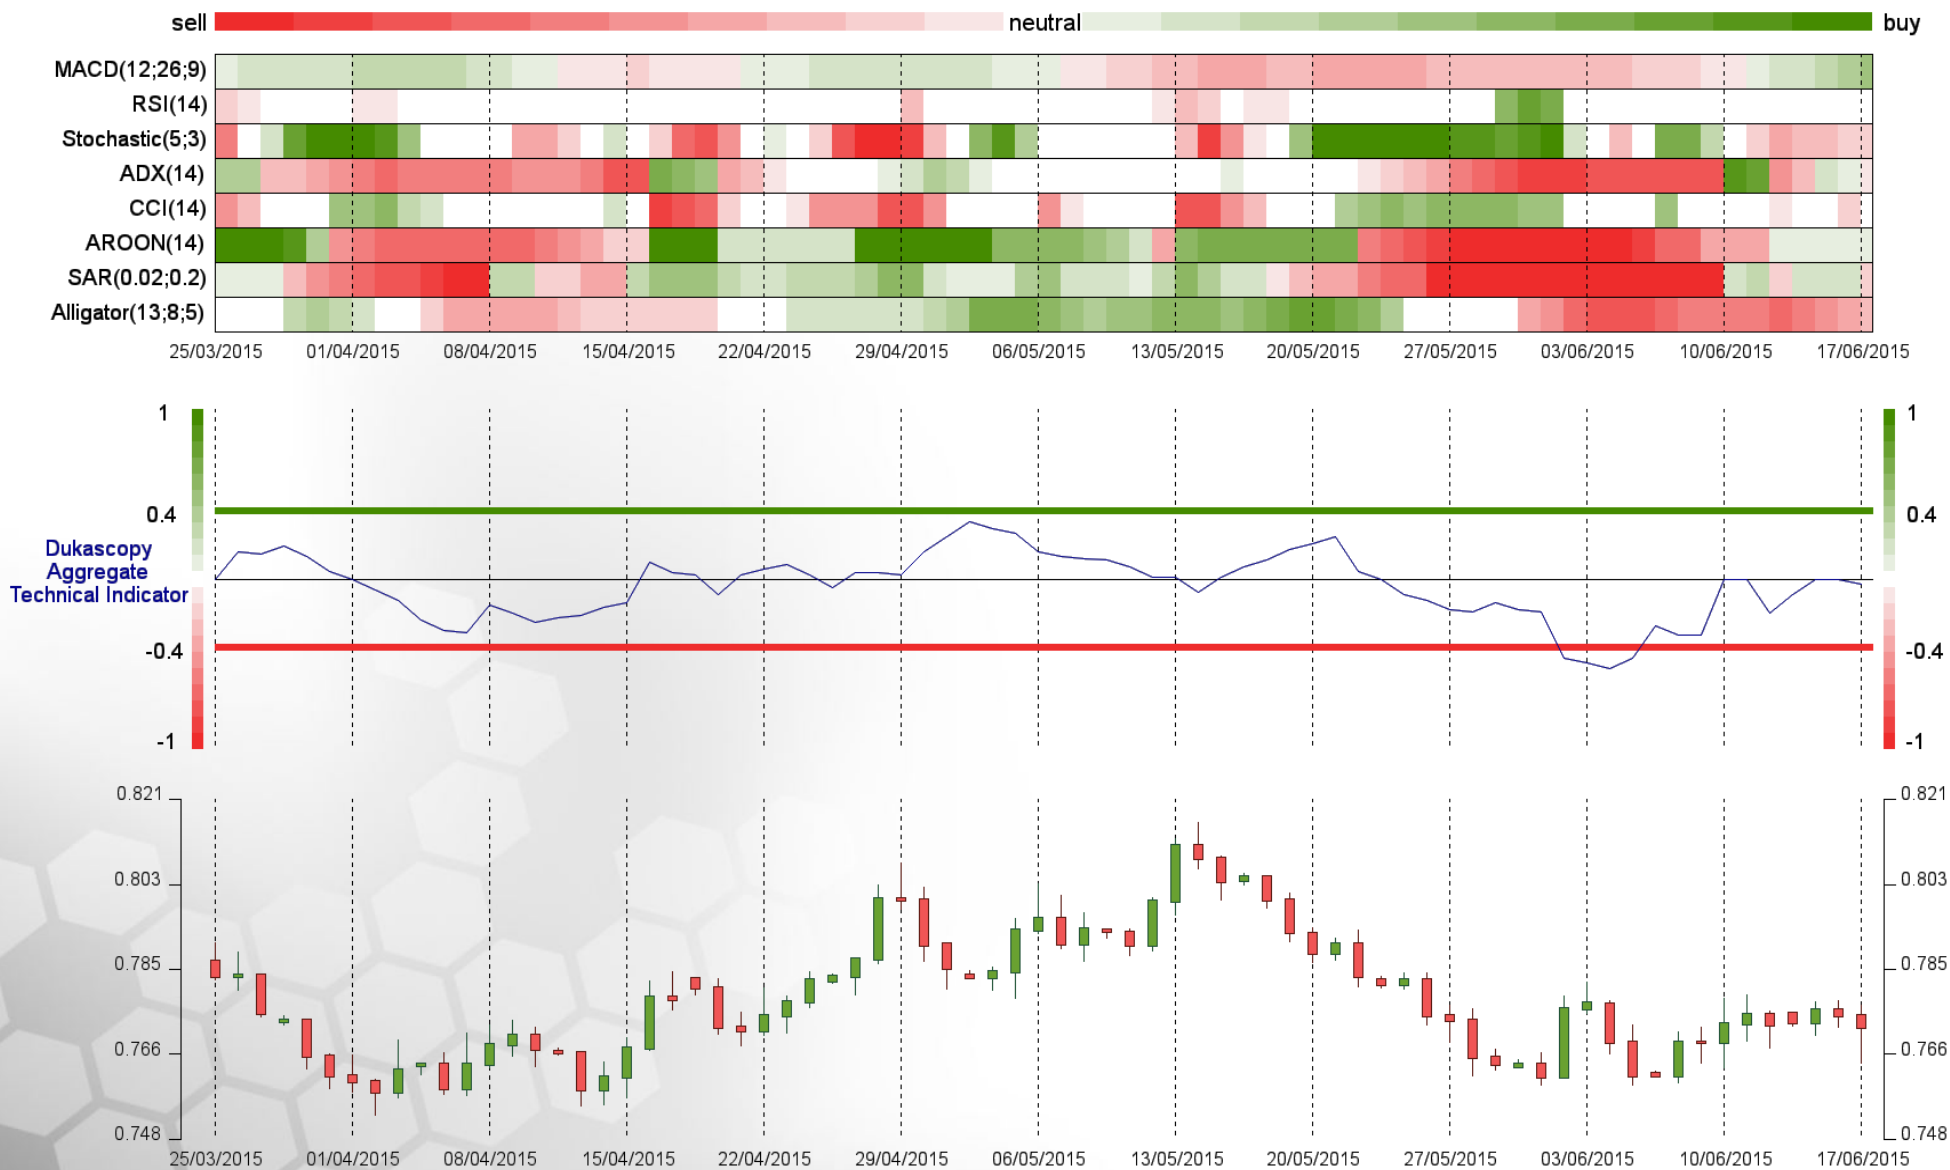 sell neutral buy
MACD(12;26;9)
RSI(14)
Stochastic(5;3)
ADX(14)
CCI(14)
AROON(14)
SAR(0.02;0.2)
Alligator(13;8;5)
25/03/2015 01/04/2015 08/04/2015 15/04/2015 22/04/2015 29/04/2015 06/05/2015 13/05/2015 20/05/2015 27/05/2015 03/06/2015 10/06/2015 17/06/2015
1 1
0.4 0.4
Dukascopy
Aggregate
Technical Indicator
-0.4 -0.4
-1 -1
0.821 0.821
0.803 0.803
0.785 0.785
0.766 0.766
0.748 0.748
25/03/2015 01/04/2015 08/04/2015 15/04/2015 22/04/2015 29/04/2015 06/05/2015 13/05/2015 20/05/2015 27/05/2015 03/06/2015 10/06/2015 17/06/2015